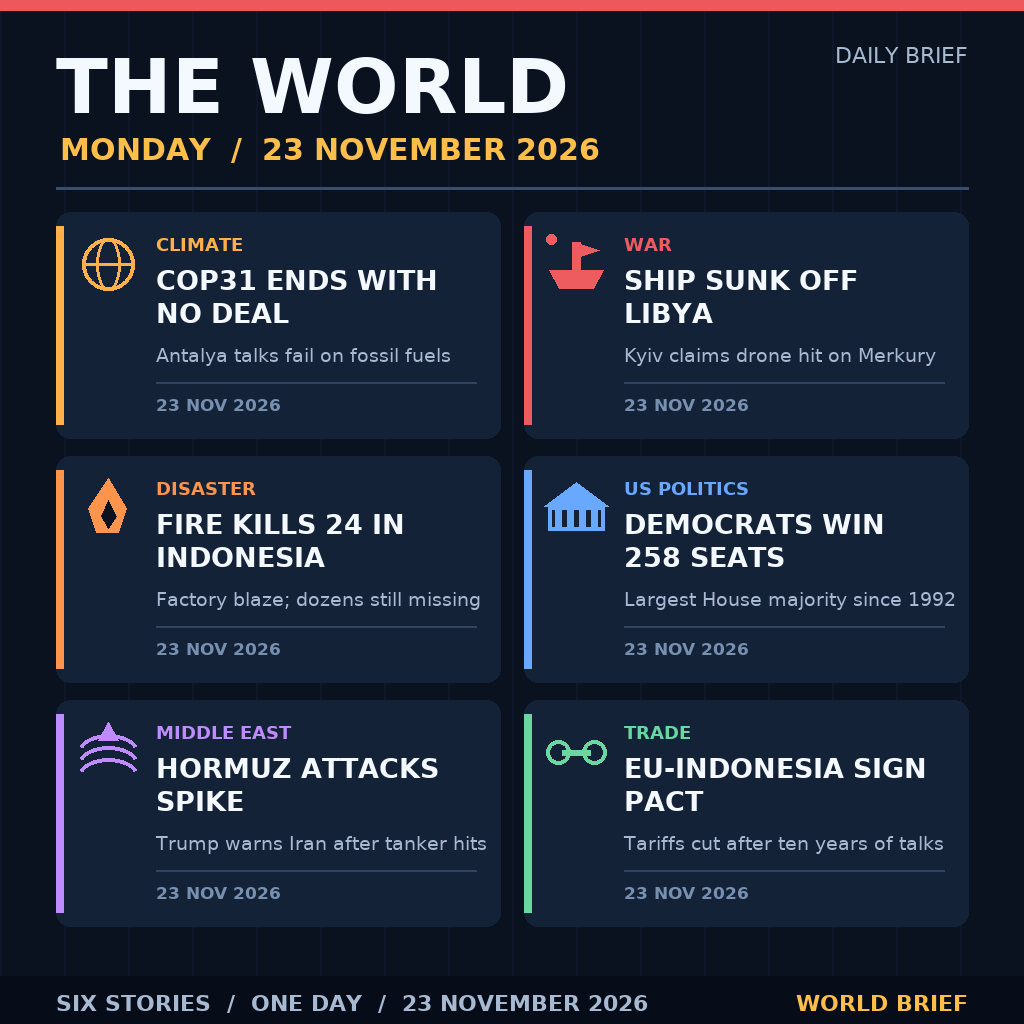 THE WORLD
DAILY BRIEF
MONDAY / 23 NOVEMBER 2026
CLIMATE
COP31 ENDS WITH
NO DEAL
Antalya talks fail on fossil fuels
23 NOV 2026
WAR
SHIP SUNK OFF
LIBYA
Kyiv claims drone hit on Merkury
23 NOV 2026
DISASTER
FIRE KILLS 24 IN
INDONESIA
Factory blaze; dozens still missing
23 NOV 2026
US POLITICS
DEMOCRATS WIN
258 SEATS
Largest House majority since 1992
23 NOV 2026
MIDDLE EAST
HORMUZ ATTACKS
SPIKE
Trump warns Iran after tanker hits
23 NOV 2026
TRADE
EU-INDONESIA SIGN
PACT
Tariffs cut after ten years of talks
23 NOV 2026
SIX STORIES / ONE DAY / 23 NOVEMBER 2026
WORLD BRIEF